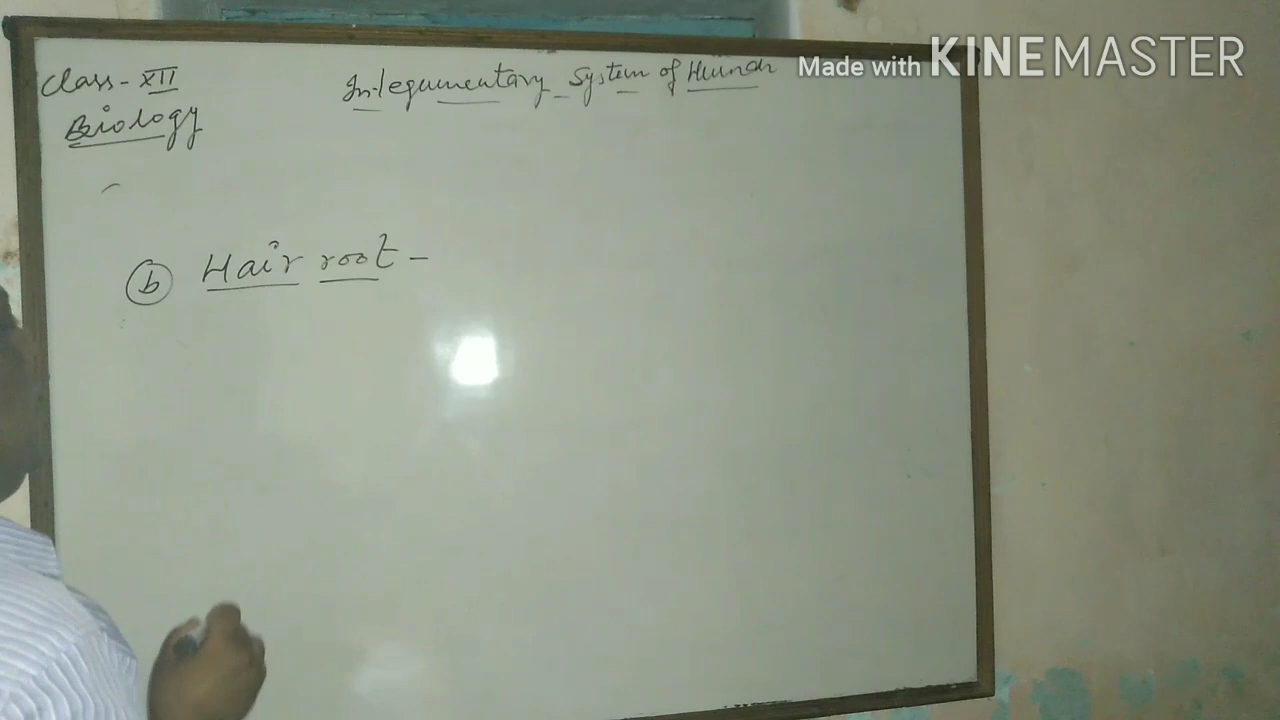 Class - XII
Integumentary System of Human
Made with KINEMASTER
Biology
(b) Hair root -